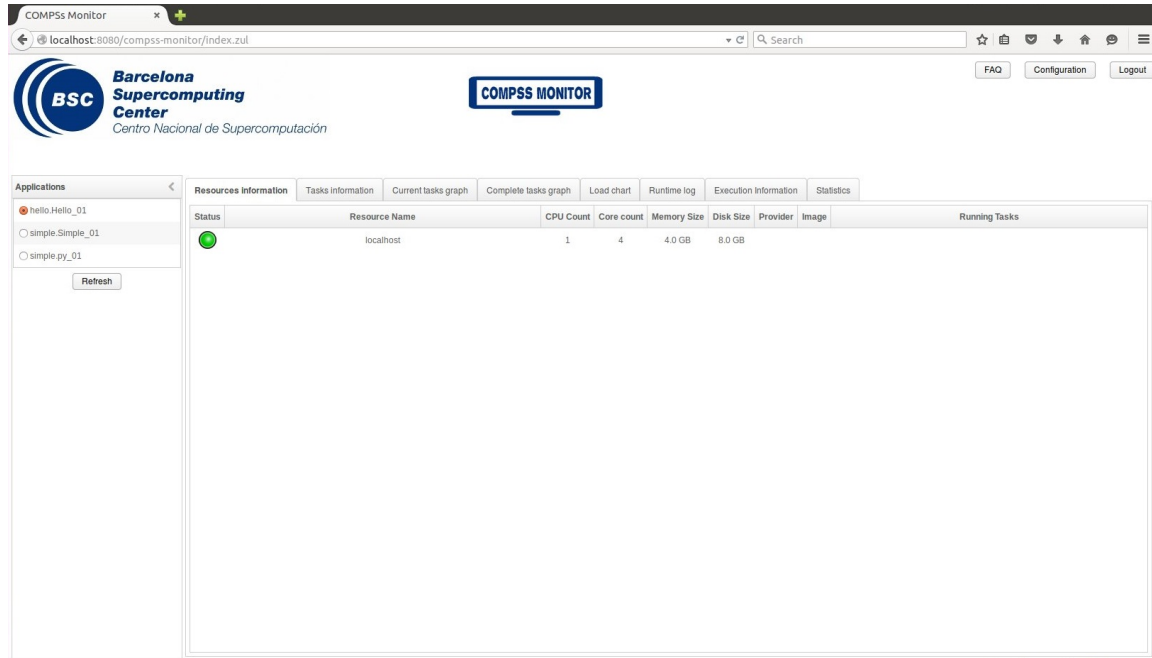 COMPSs Monitor
localhost:8080/compss-monitor/index.zul
Search
BSC
Barcelona
Supercomputing
Center
Centro Nacional de Supercomputación
COMPSS MONITOR
FAQ Configuration Logout
Applications
hello.Hello_01
simple.Simple_01
simple.py_01
Refresh
Resources information Tasks information Current tasks graph Complete tasks graph Load chart Runtime log Execution Information Statistics
Status Resource Name CPU Count Core count Memory Size Disk Size Provider Image Running Tasks
localhost 1 4 4.0 GB 8.0 GB